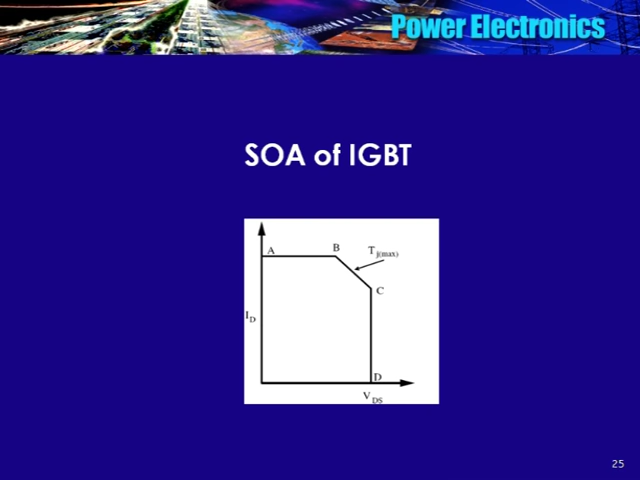 Power Electronics
SOA of IGBT
A
B
Tj(max)
C
ID
D
VDS
25